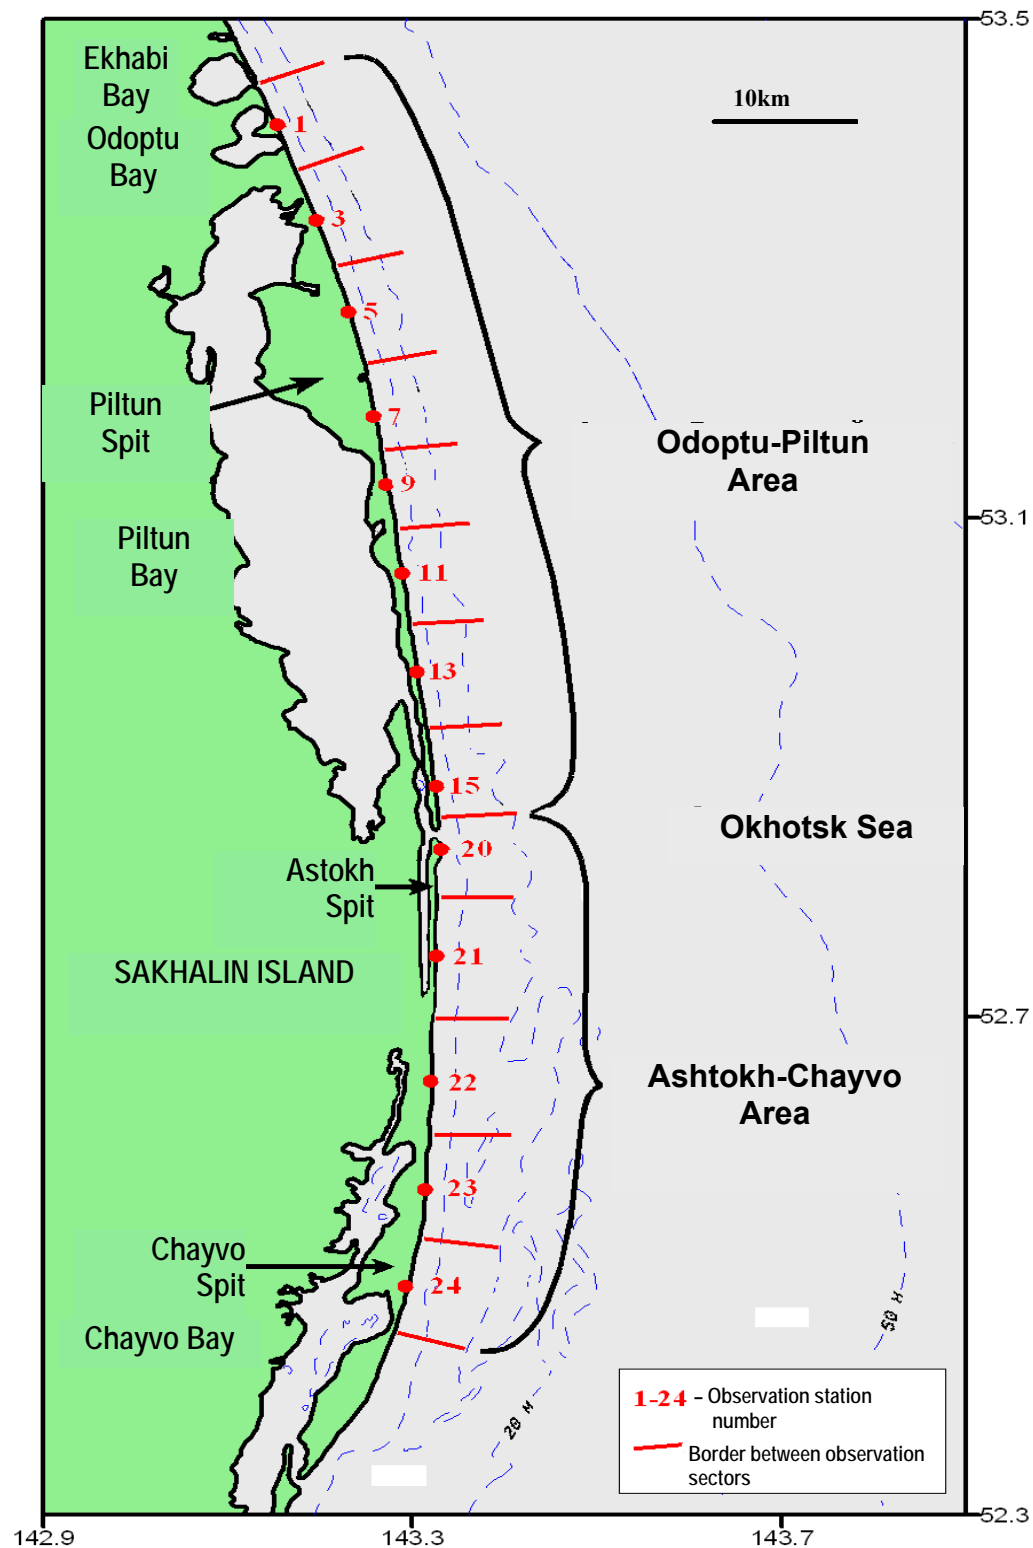 53.5
Ekhabi
Bay
10km
1
Odoptu
Bay
3
5
Piltun
Spit
7
Odoptu-Piltun
Area
9
53.1
Piltun
Bay
11
13
15
Okhotsk Sea
20
Astokh
Spit
21
SAKHALIN ISLAND
52.7
22
Ashtokh-Chayvo
Area
23
Chayvo
Spit
24
50 м
Chayvo Bay
20 м
1-24 - Observation station
number
Border between observation
sectors
52.3
142.9
143.3
143.7